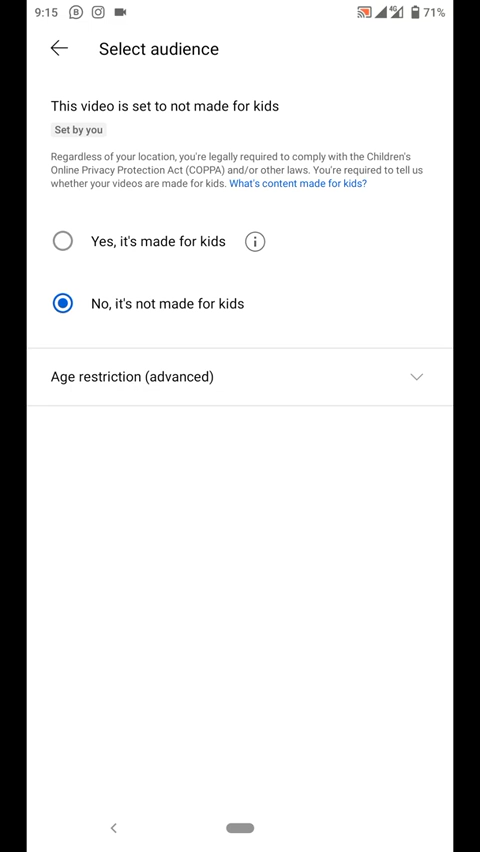 9:15 4G 71%
Select audience
This video is set to not made for kids
Set by you
Regardless of your location, you're legally required to comply with the Children's
Online Privacy Protection Act (COPPA) and/or other laws. You're required to tell us
whether your videos are made for kids. What's content made for kids?
Yes, it's made for kids
No, it's not made for kids
Age restriction (advanced)